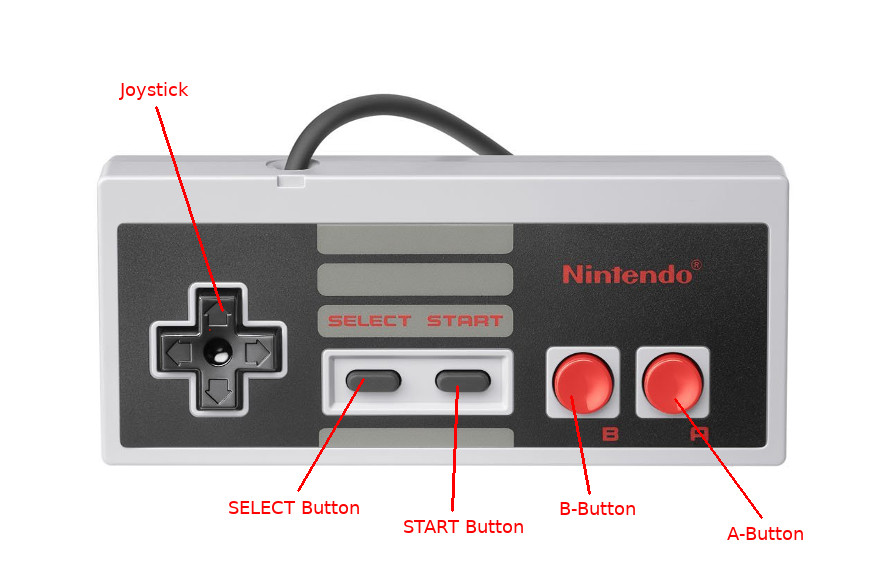 Joystick
Nintendo®
SELECT START
B A
SELECT Button
START Button
B-Button
A-Button